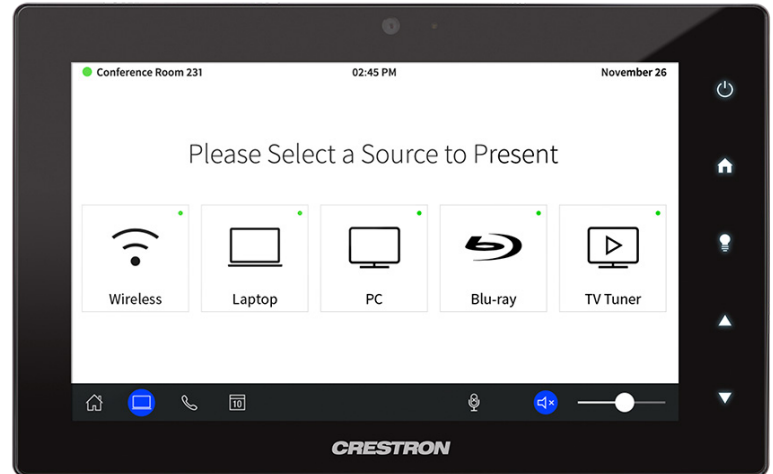 Conference Room 231 02:45 PM November 26
Please Select a Source to Present
Wireless Laptop PC Blu-ray TV Tuner
10
CRESTRON